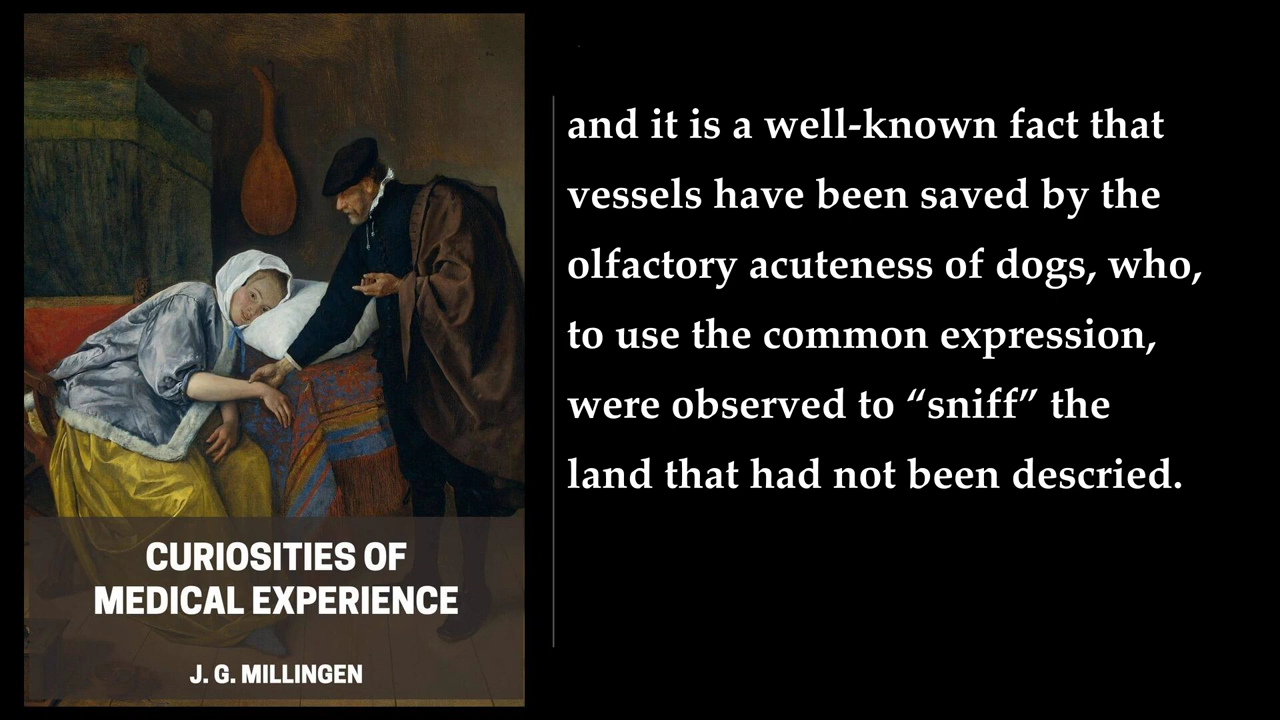 CURIOSITIES OF
MEDICAL EXPERIENCE
J. G. MILLINGEN
and it is a well-known fact that
vessels have been saved by the
olfactory acuteness of dogs, who,
to use the common expression,
were observed to “sniff” the
land that had not been descried.